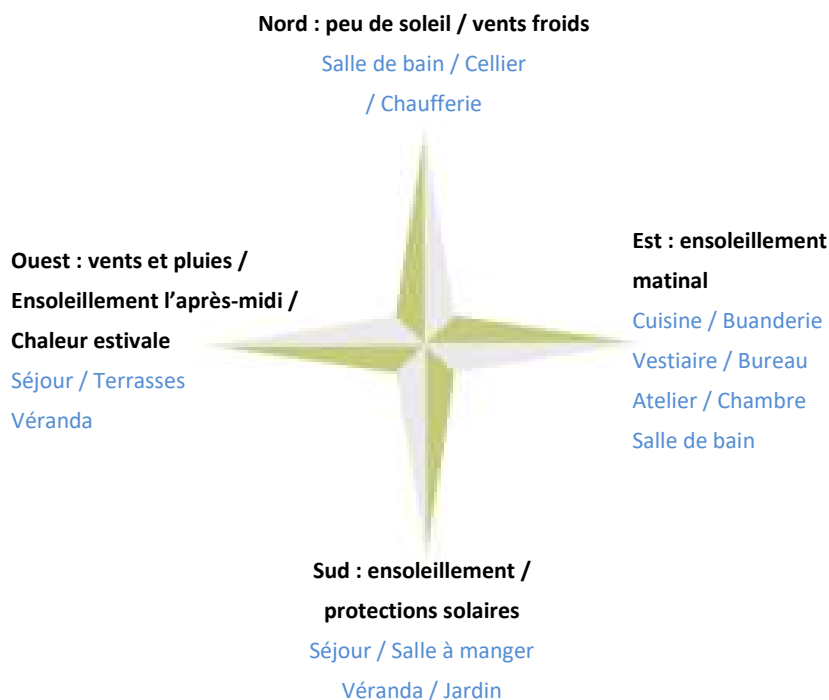 Nord : peu de soleil / vents froids
Salle de bain / Cellier
/ Chaufferie
Ouest : vents et pluies /
Ensoleillement l’après-midi /
Chaleur estivale
Séjour / Terrasses
Véranda
Est : ensoleillement
matinal
Cuisine / Buanderie
Vestiaire / Bureau
Atelier / Chambre
Salle de bain
Sud : ensoleillement /
protections solaires
Séjour / Salle à manger
Véranda / Jardin